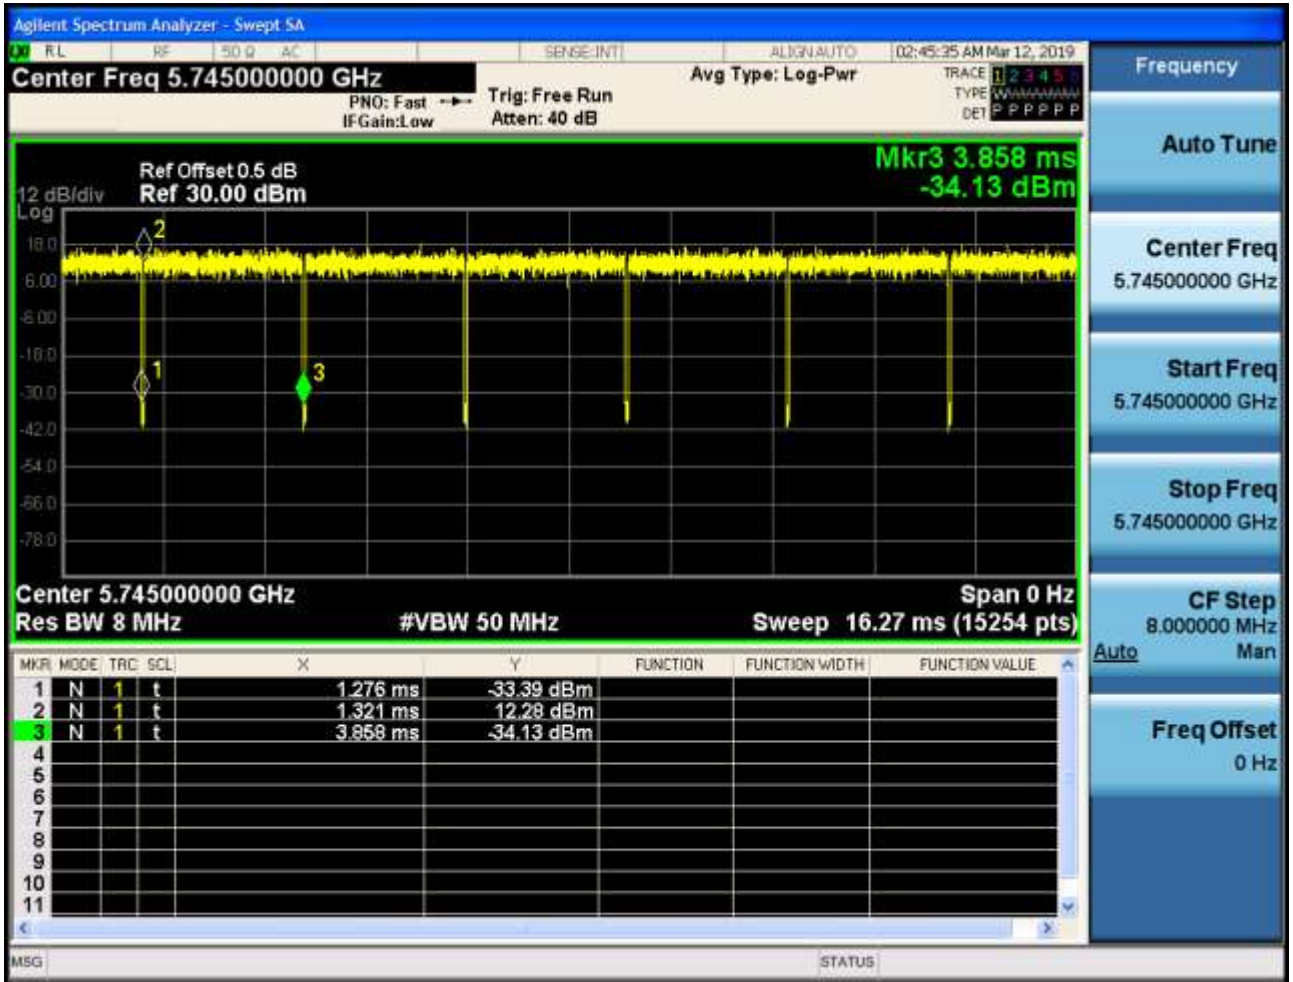 Agilent Spectrum Analyzer - Swept SA
RL RF 50 Ω AC SENSE:INT ALIGN AUTO 02:45:35 AM Mar 12, 2019
Center Freq 5.745000000 GHz
PNO: Fast
IFGain:Low
Trig: Free Run
Atten: 40 dB
Avg Type: Log-Pwr
TRACE 1 2 3 4 5 6
TYPE
DET P P P P P P
Frequency
Auto Tune
Center Freq
5.745000000 GHz
Start Freq
5.745000000 GHz
Stop Freq
5.745000000 GHz
CF Step
8.000000 MHz
Auto Man
Freq Offset
0 Hz
Mkr3 3.858 ms
-34.13 dBm
Ref Offset 0.5 dB
12 dB/div Ref 30.00 dBm
Log
18.0
6.00
-6.00
-18.0
-30.0
-42.0
-54.0
-66.0
-78.0
2
1
3
Center 5.745000000 GHz Span 0 Hz
Res BW 8 MHz #VBW 50 MHz Sweep 16.27 ms (15254 pts)
MKR MODE TRC SCL X Y FUNCTION FUNCTION WIDTH FUNCTION VALUE
1 N 1 t 1.276 ms -33.39 dBm
2 N 1 t 1.321 ms 12.28 dBm
3 N 1 t 3.858 ms -34.13 dBm
4
5
6
7
8
9
10
11
MSG STATUS